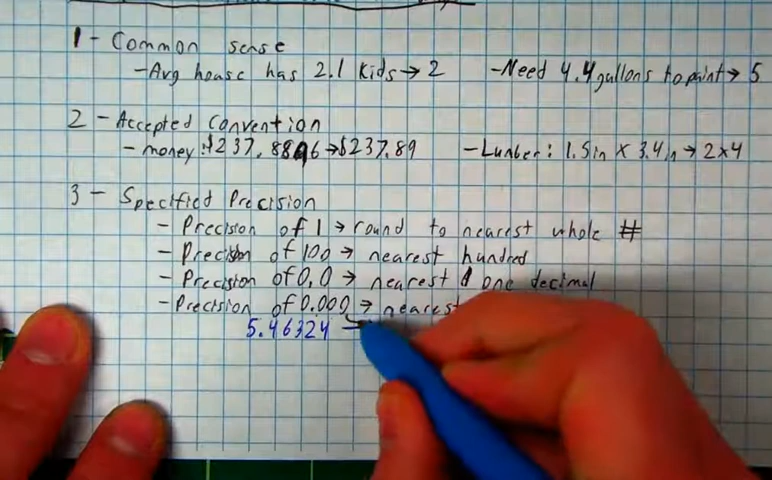 1 - Common sense
- Avg house has 2.1 kids → 2 - Need 4.4 gallons to paint → 5
2 - Accepted Convention
- money: $237.8896 → $237.89 - Lumber: 1.5in x 3.4in → 2x4
3 - Specified Precision
- Precision of 1 → round to nearest whole #
- Precision of 100 → nearest hundred
- Precision of 0.0 → nearest one decimal
- Precision of 0.000 → nearest
5.46324 →